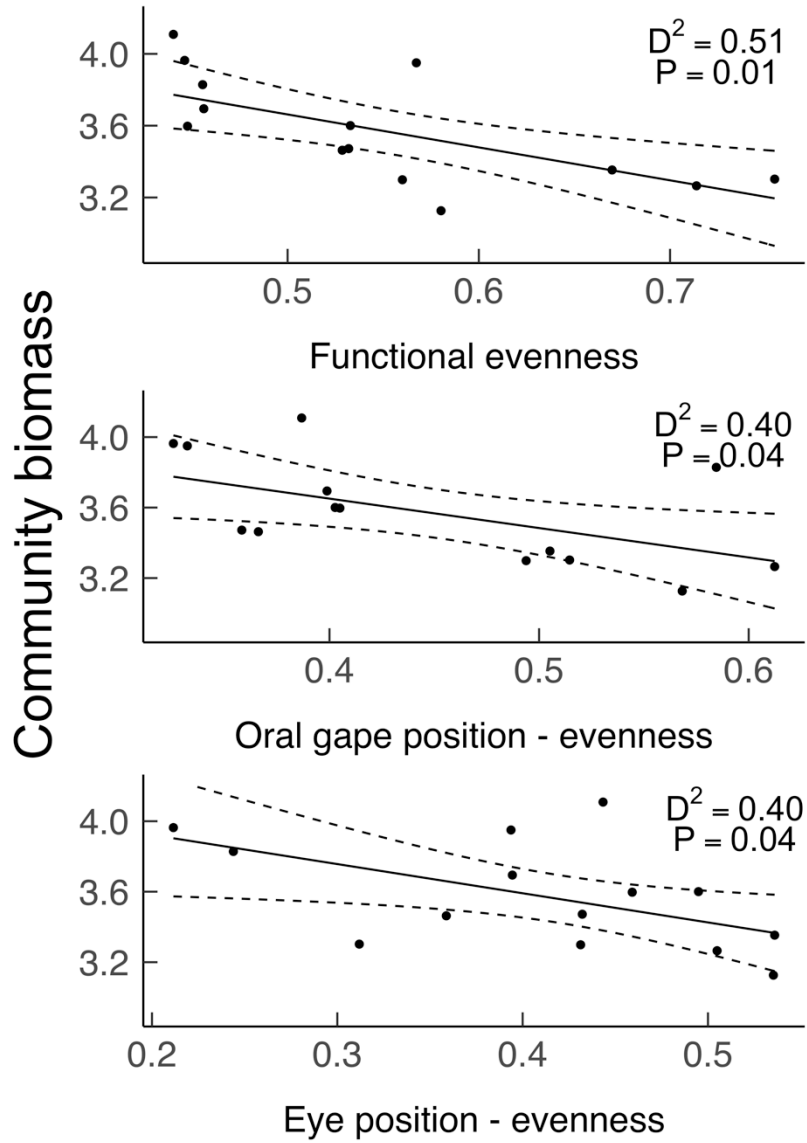 Community biomass
D² = 0.51
P = 0.01
4.0
3.6
3.2
0.5 0.6 0.7
Functional evenness
D² = 0.40
P = 0.04
4.0
3.6
3.2
0.4 0.5 0.6
Oral gape position - evenness
D² = 0.40
P = 0.04
4.0
3.6
3.2
0.2 0.3 0.4 0.5
Eye position - evenness